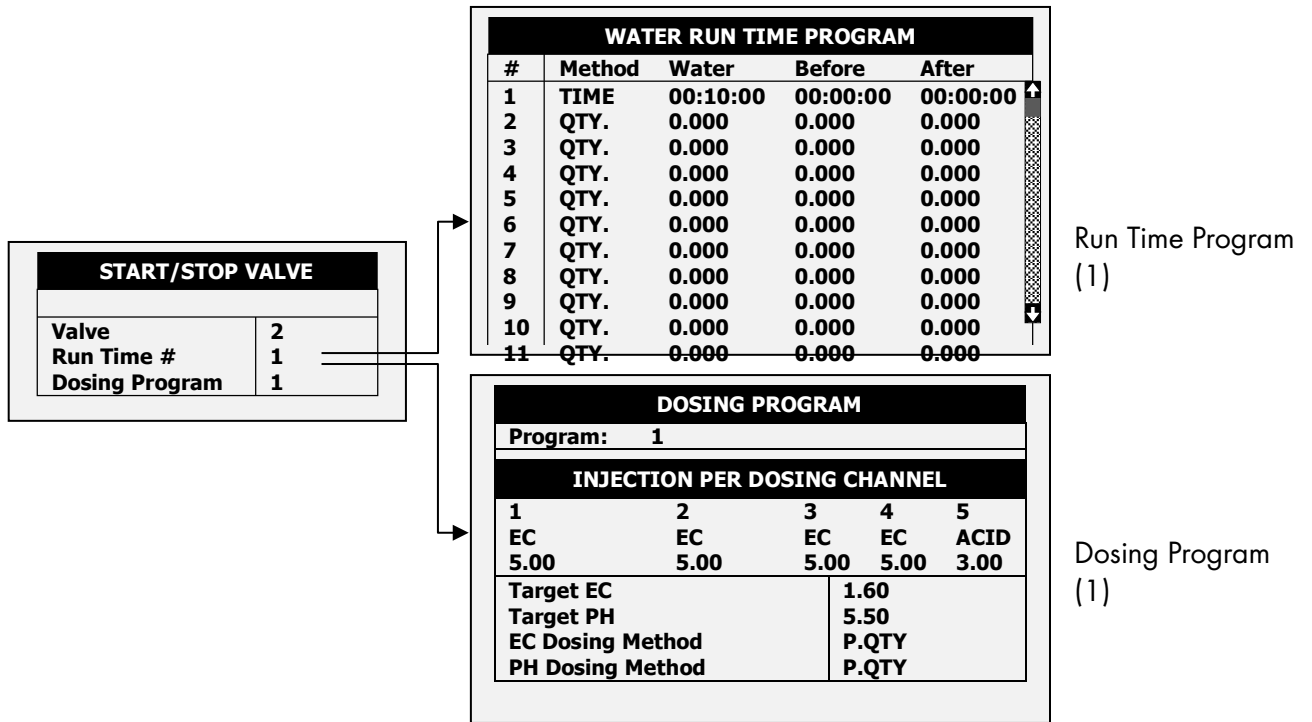 WATER RUN TIME PROGRAM
# Method Water Before After
1 TIME 00:10:00 00:00:00 00:00:00
2 QTY. 0.000 0.000 0.000
3 QTY. 0.000 0.000 0.000
4 QTY. 0.000 0.000 0.000
5 QTY. 0.000 0.000 0.000
6 QTY. 0.000 0.000 0.000
7 QTY. 0.000 0.000 0.000
8 QTY. 0.000 0.000 0.000
9 QTY. 0.000 0.000 0.000
10 QTY. 0.000 0.000 0.000
11 QTY. 0.000 0.000 0.000
Run Time Program
(1)
START/STOP VALVE
Valve 2
Run Time # 1
Dosing Program 1
DOSING PROGRAM
Program: 1
INJECTION PER DOSING CHANNEL
1 2 3 4 5
EC EC EC EC ACID
5.00 5.00 5.00 5.00 3.00
Target EC 1.60
Target PH 5.50
EC Dosing Method P.QTY
PH Dosing Method P.QTY
Dosing Program
(1)